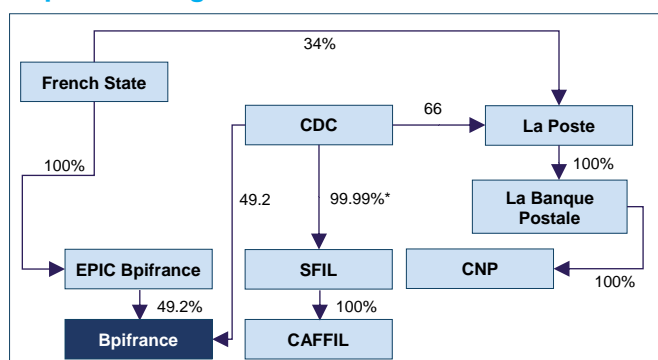 34%
French State
CDC
66
La Poste
100%
100%
49.2
99.99%*
La Banque
Postale
EPIC Bpifrance
SFIL
CNP
100%
49.2%
100%
Bpifrance
CAFFIL